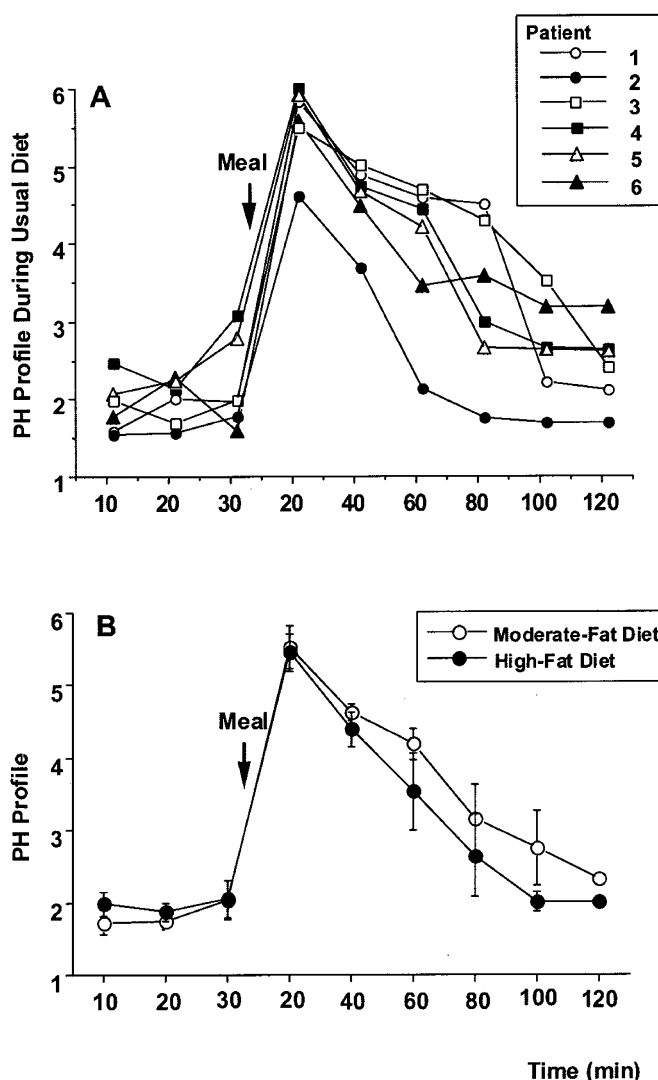 Patient
1
2
3
4
5
6
A
Meal
PH Profile During Usual Diet
6
5
4
3
2
1
10 20 30 20 40 60 80 100 120
B
Moderate-Fat Diet
High-Fat Diet
Meal
PH Profile
6
5
4
3
2
1
10 20 30 20 40 60 80 100 120
Time (min)